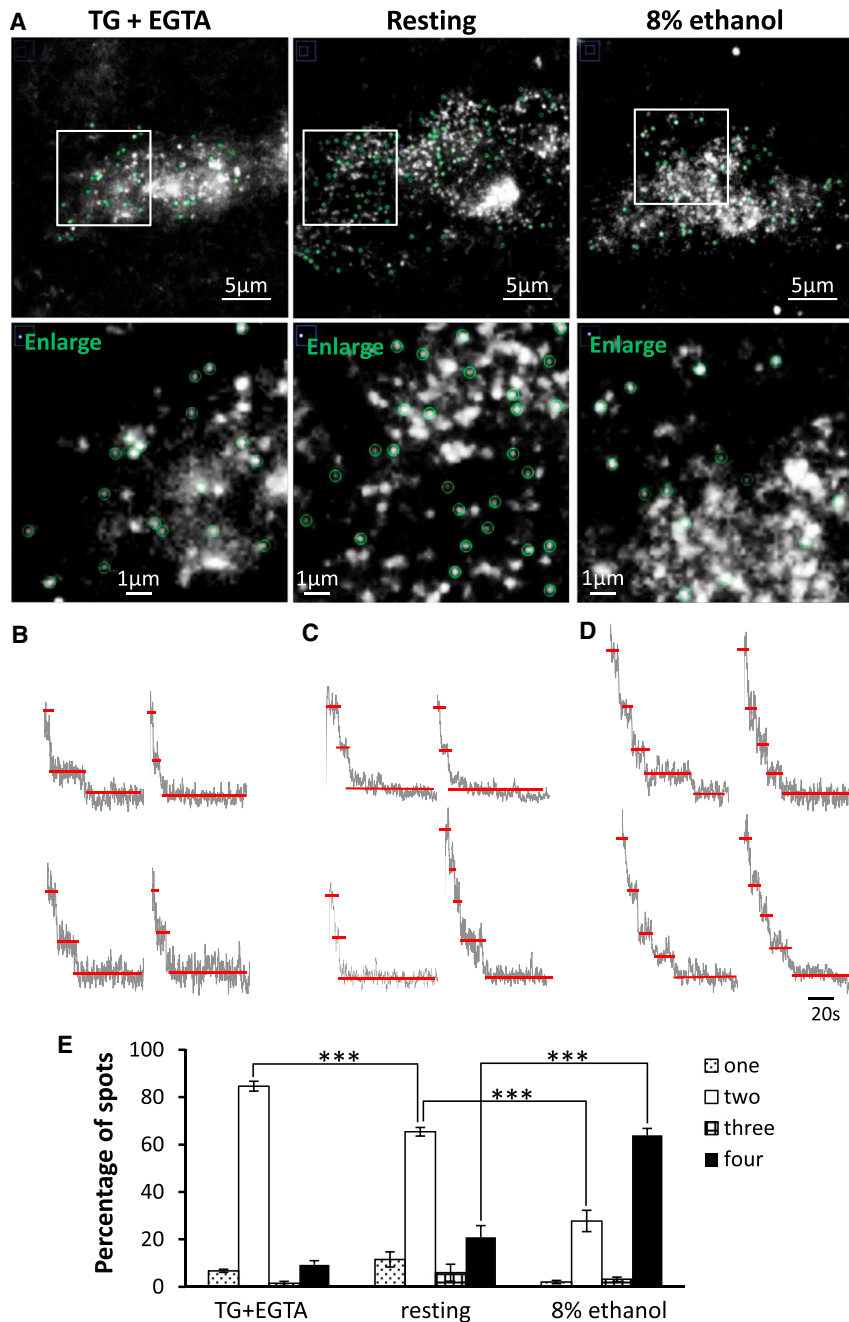 A TG + EGTA Resting 8% ethanol
5µm 5µm 5µm
Enlarge Enlarge Enlarge
1µm 1µm 1µm
B C D
20s
E
Percentage of spots
100
80
60
40
20
0
*** *** ***
one
two
three
four
TG+EGTA resting 8% ethanol